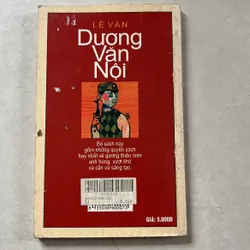 LÊ VÂN
Dương
Văn
Nội
Bộ sách này
gồm những quyển sách
hay nhất về gương thiếu niên
anh hùng vượt khó
và cần cù sáng tạo.
GIÁ: 5.000đ